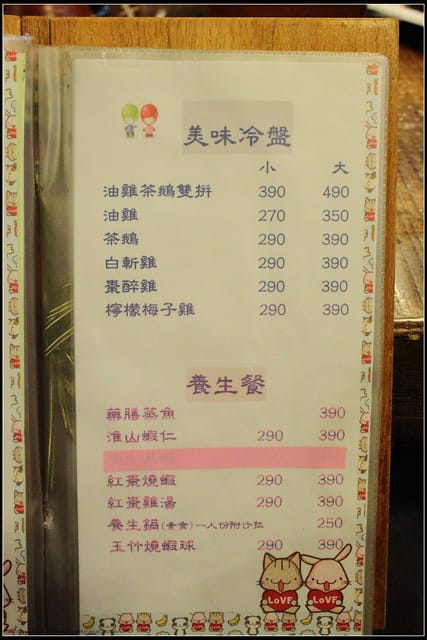 美味冷盤
小 大
油雞茶鵝雙拼 390 490
油雞 270 350
茶鵝 290 390
白斬雞 290 390
棗醉雞 290 390
檸檬梅子雞 290 390
養生餐
藥膳蒸魚 390
淮山蝦仁 290 390
紅棗燒蝦 290 390
紅棗雞湯 290 390
養生鍋(素食)一人份附沙拉 250
玉竹燒蝦球 290 390
LoVE LoVE